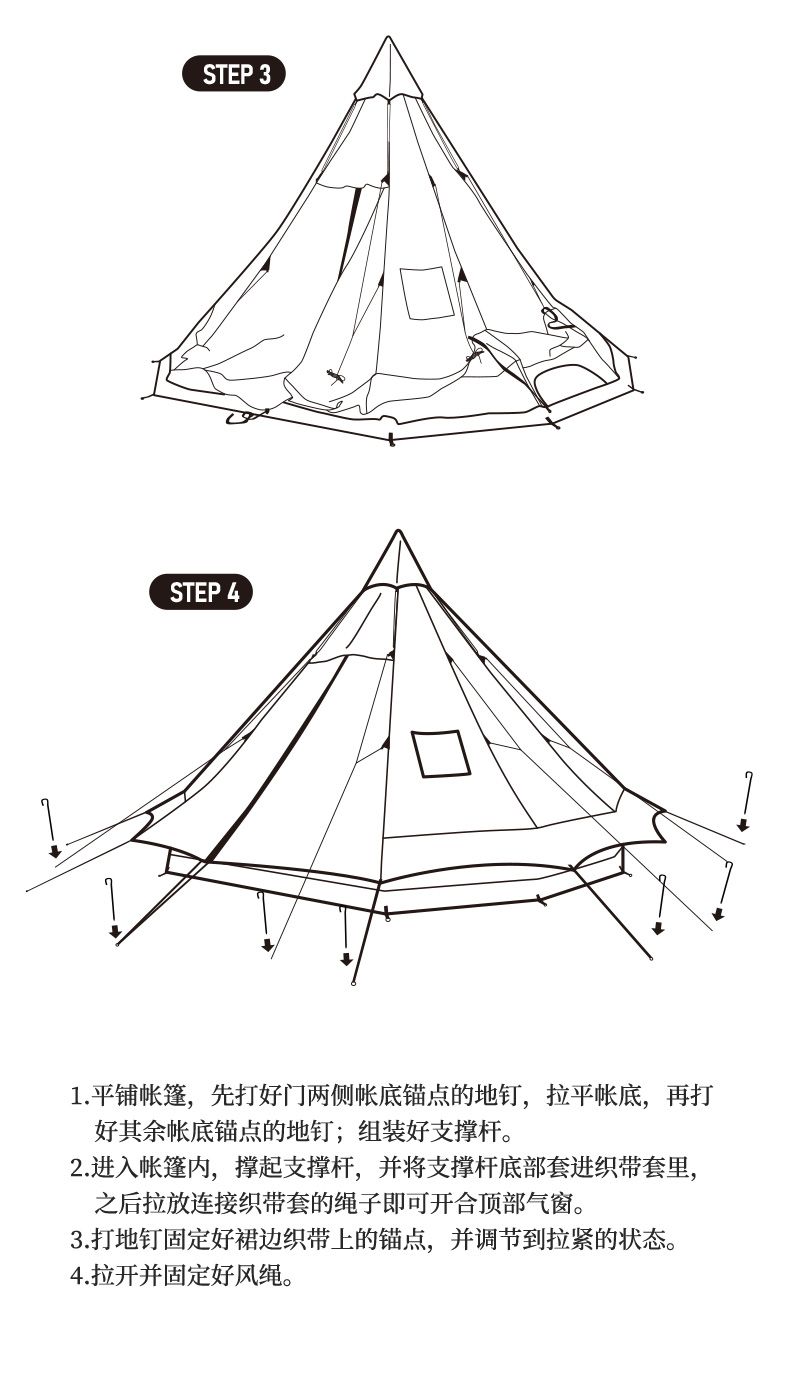 STEP 3
STEP 4
1.平铺帐篷，先打好门两侧帐底锚点的地钉，拉平帐底，再打
好其余帐底锚点的地钉；组装好支撑杆。
2.进入帐篷内，撑起支撑杆，并将支撑杆底部套进织带套里，
之后拉放连接织带套的绳子即可开合顶部气窗。
3.打地钉固定好裙边织带上的锚点，并调节到拉紧的状态。
4.拉开并固定好风绳。